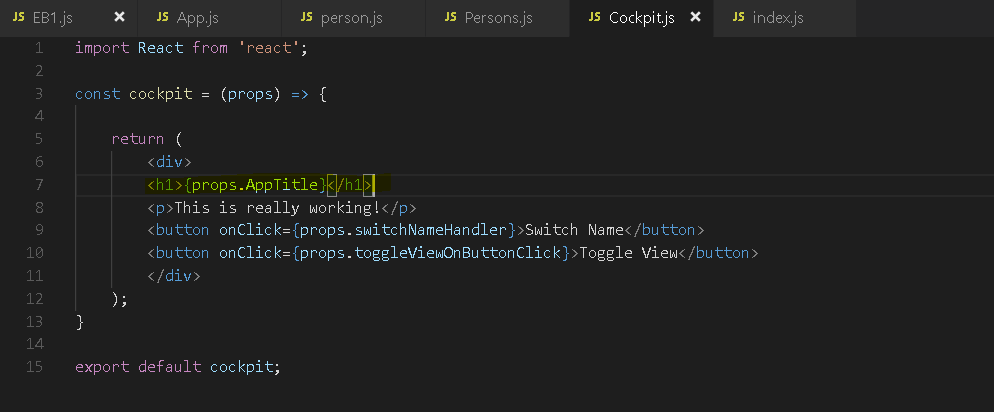 JS EB1.js × JS App.js JS person.js JS Persons.js JS Cockpit.js × JS index.js
1 import React from 'react';
2
3 const cockpit = (props) => {
4
5 return (
6 <div>
7 <h1>{props.AppTitle}</h1>
8 <p>This is really working!</p>
9 <button onClick={props.switchNameHandler}>Switch Name</button>
10 <button onClick={props.toggleViewOnButtonClick}>Toggle View</button>
11 </div>
12 );
13 }
14
15 export default cockpit;